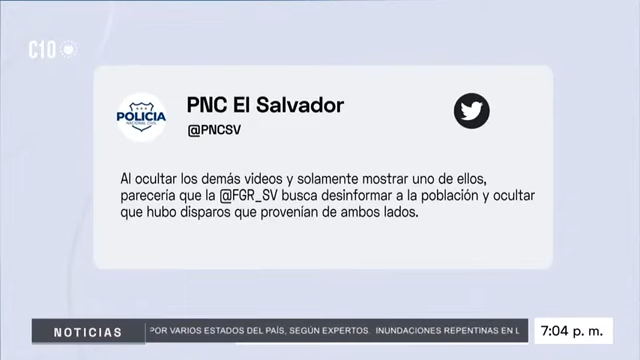 C10
PNC El Salvador
POLICIA
NACIONAL CIVIL
@PNCSV
Al ocultar los demás videos y solamente mostrar uno de ellos,
parecería que la @FGR_SV busca desinformar a la población y ocultar
que hubo disparos que provenían de ambos lados.
NOTICIAS
POR VARIOS ESTADOS DEL PAÍS, SEGÚN EXPERTOS. INUNDACIONES REPENTINAS EN L
7:04 p. m.